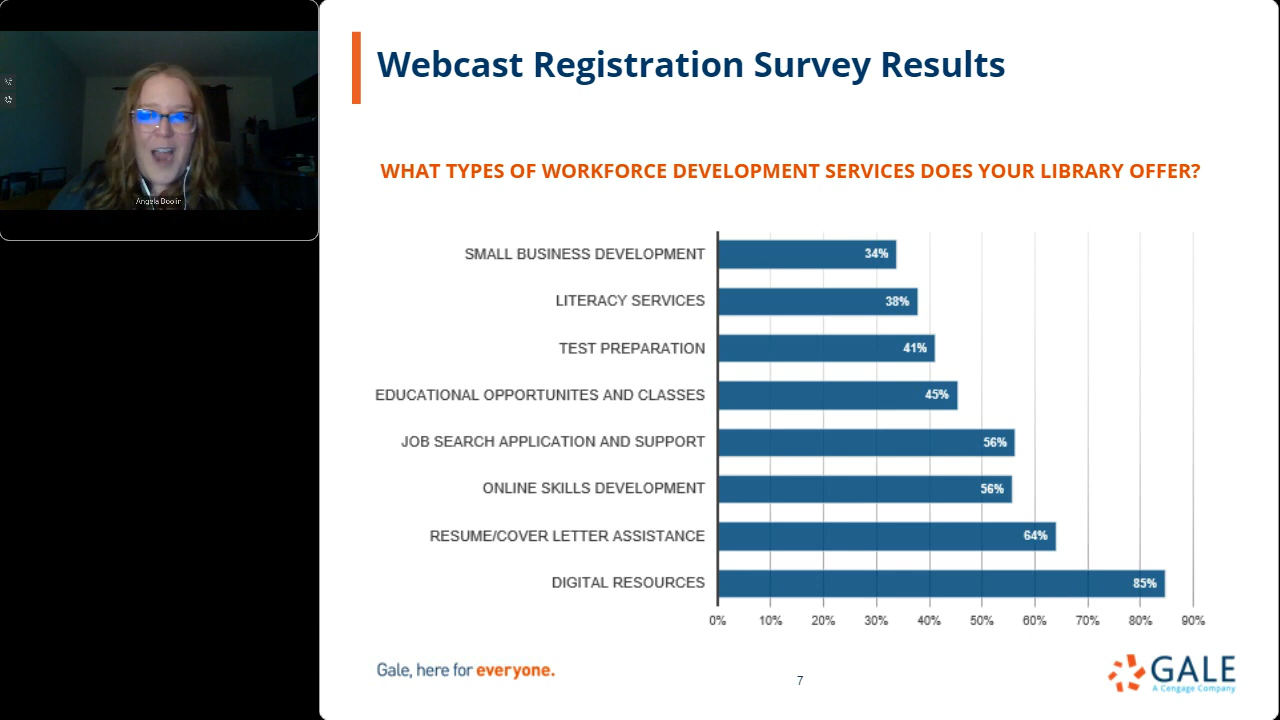 Angela Doolin
Webcast Registration Survey Results
WHAT TYPES OF WORKFORCE DEVELOPMENT SERVICES DOES YOUR LIBRARY OFFER?
SMALL BUSINESS DEVELOPMENT 34%
LITERACY SERVICES 38%
TEST PREPARATION 41%
EDUCATIONAL OPPORTUNITES AND CLASSES 45%
JOB SEARCH APPLICATION AND SUPPORT 56%
ONLINE SKILLS DEVELOPMENT 56%
RESUME/COVER LETTER ASSISTANCE 64%
DIGITAL RESOURCES 85%
0% 10% 20% 30% 40% 50% 60% 70% 80% 90%
Gale, here for everyone.
7
GALE
A Cengage Company